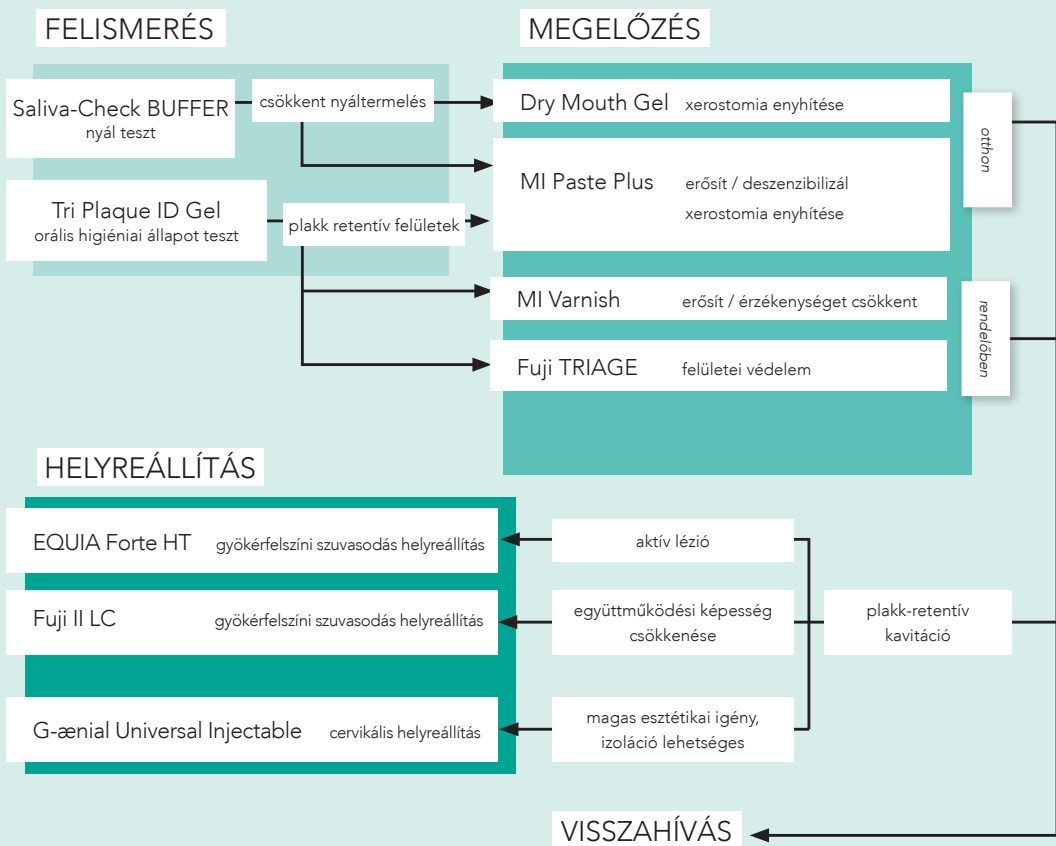 FELISMERÉS
Saliva-Check BUFFER
nyál teszt
csökkent nyáltermelés
Tri Plaque ID Gel
orális higiéniai állapot teszt
plakk retentív felületek
MEGELŐZÉS
Dry Mouth Gel xerostomia enyhítése
MI Paste Plus erősít / deszenzibilizál
xerostomia enyhítése
otthon
MI Varnish erősít / érzékenységet csökkent
Fuji TRIAGE felületei védelem
rendelőben
HELYREÁLLÍTÁS
EQUIA Forte HT gyökérfelszíni szuvasodás helyreállítás
Fuji II LC gyökérfelszíni szuvasodás helyreállítás
G-ænial Universal Injectable cervikális helyreállítás
aktív lézió
együttműködési képesség
csökkenése
magas esztétikai igény,
izoláció lehetséges
plakk-retentív
kavitáció
VISSZAHÍVÁS